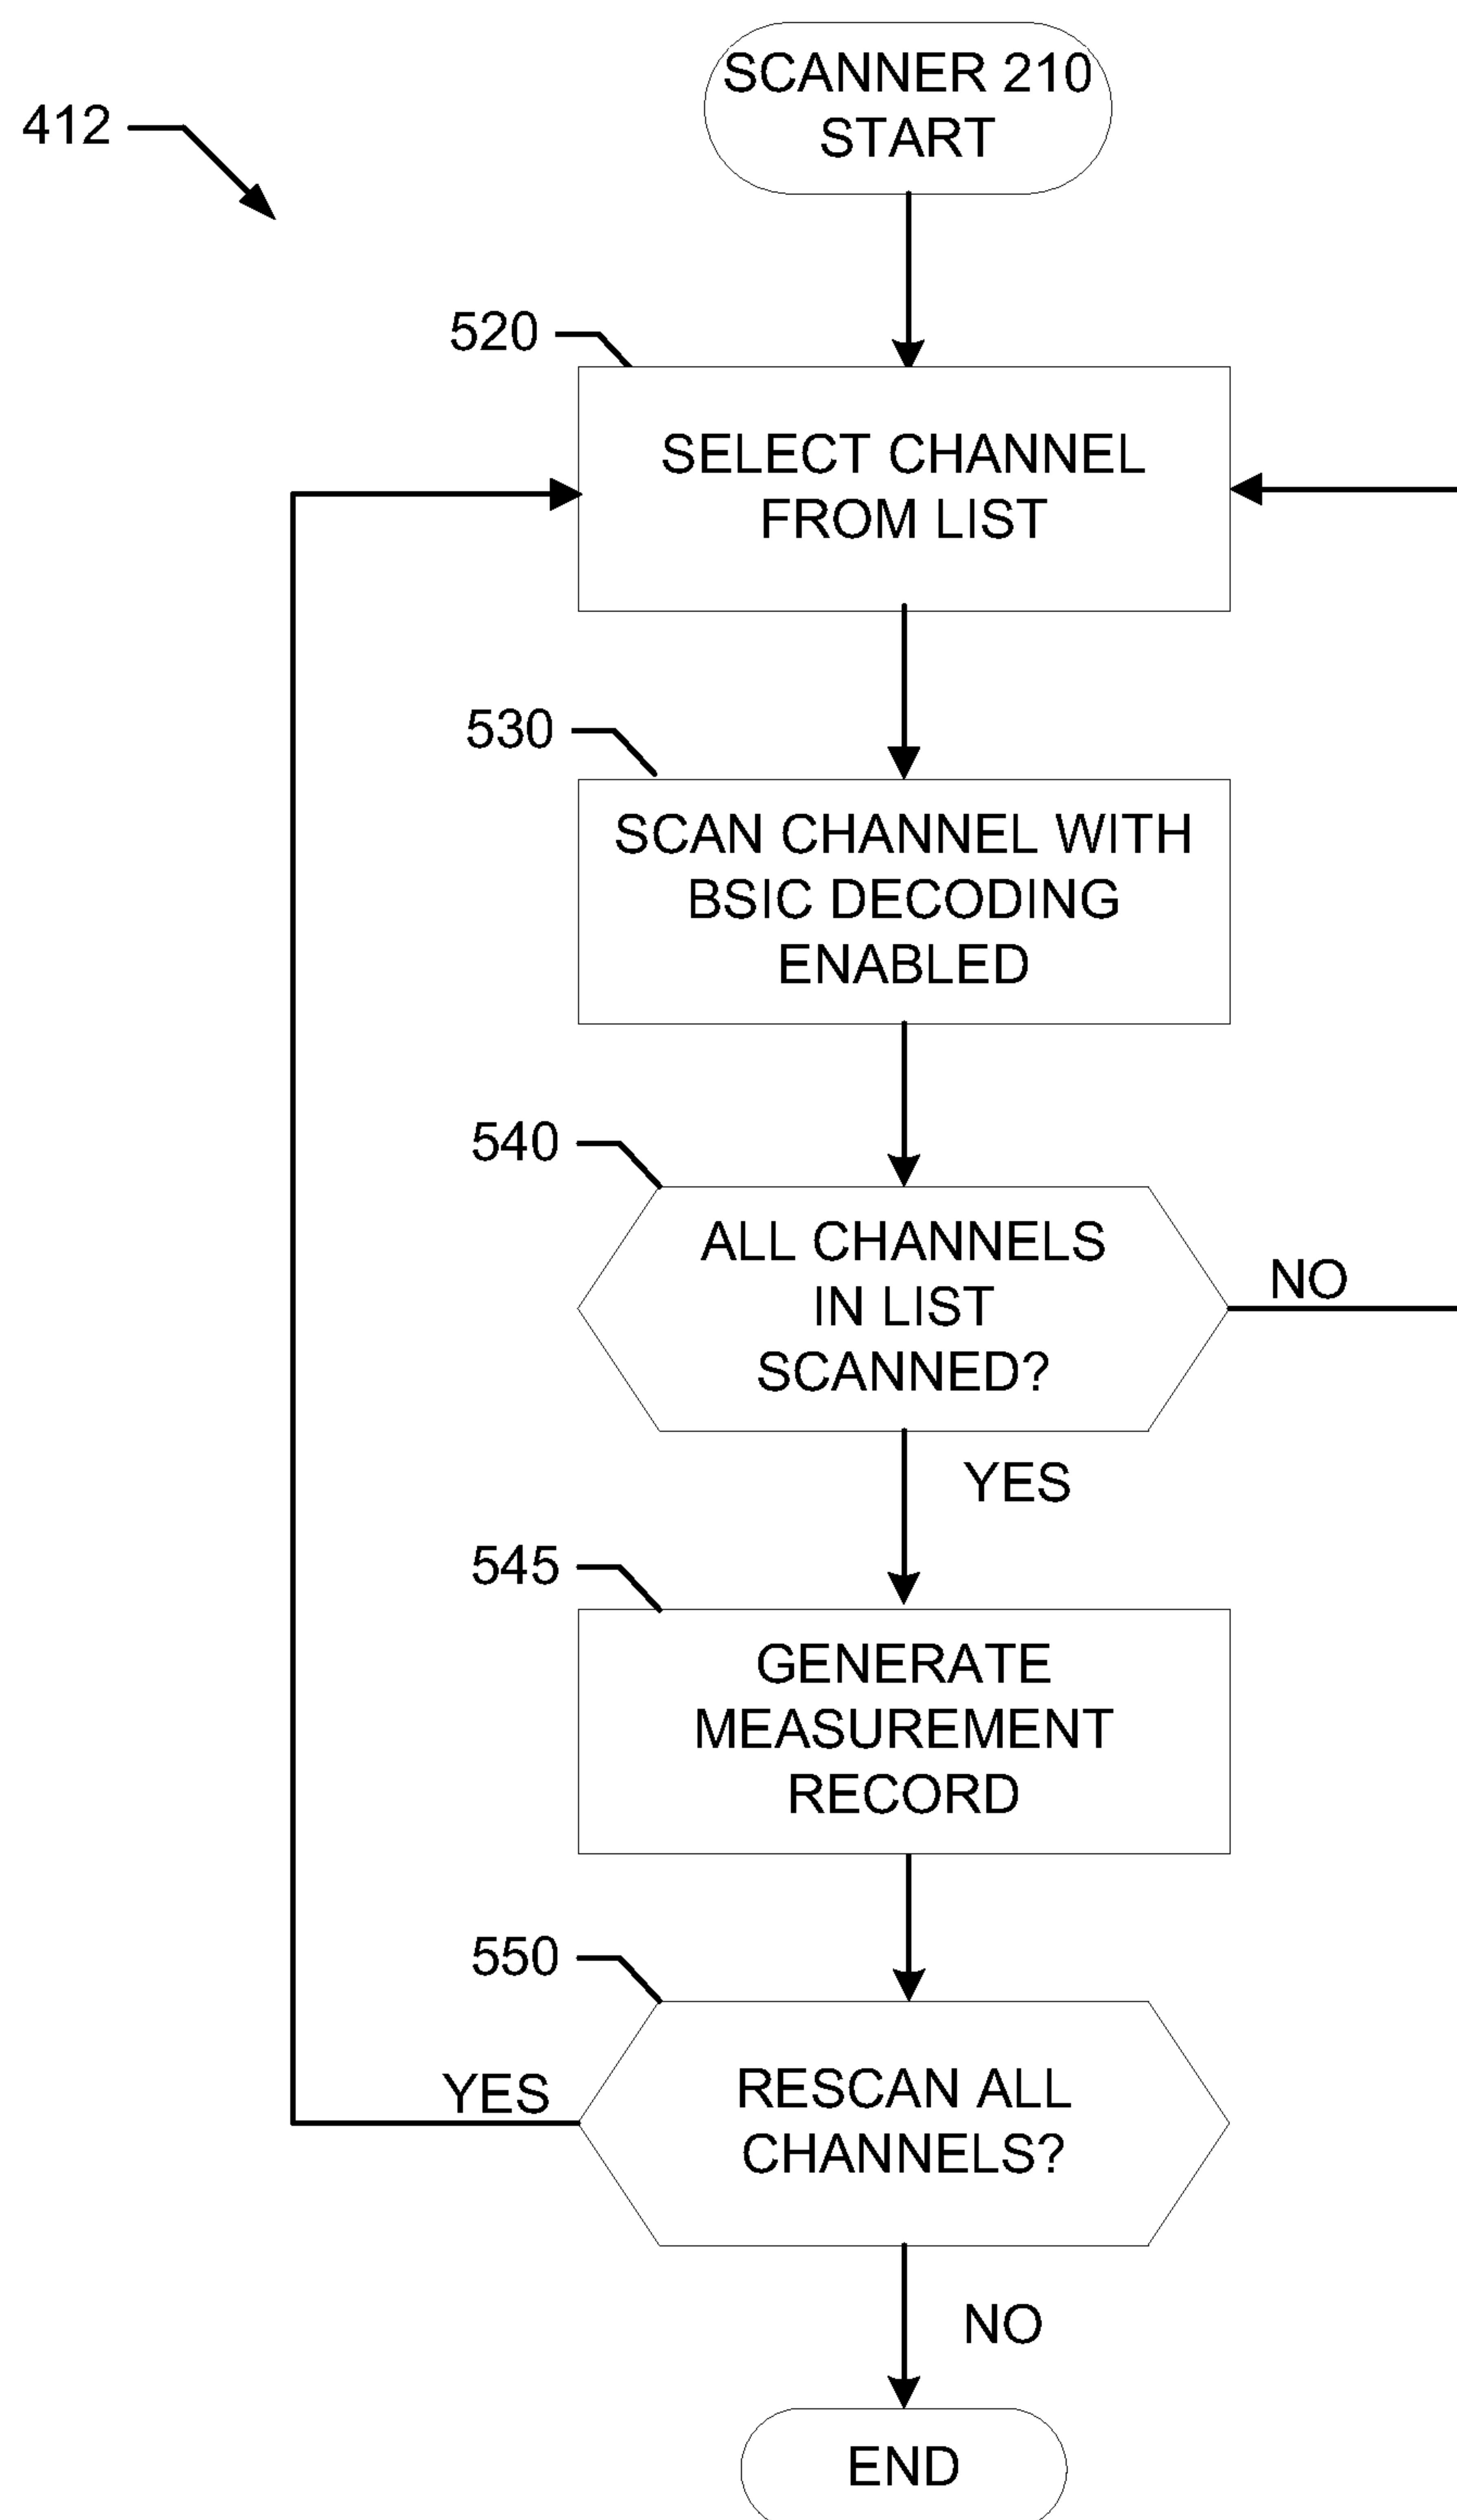 SCANNER 210
START
412
520
SELECT CHANNEL
FROM LIST
530
SCAN CHANNEL WITH
BSIC DECODING
ENABLED
540
ALL CHANNELS
IN LIST
SCANNED?
NO
YES
545
GENERATE
MEASUREMENT
RECORD
550
RESCAN ALL
CHANNELS?
YES
NO
END